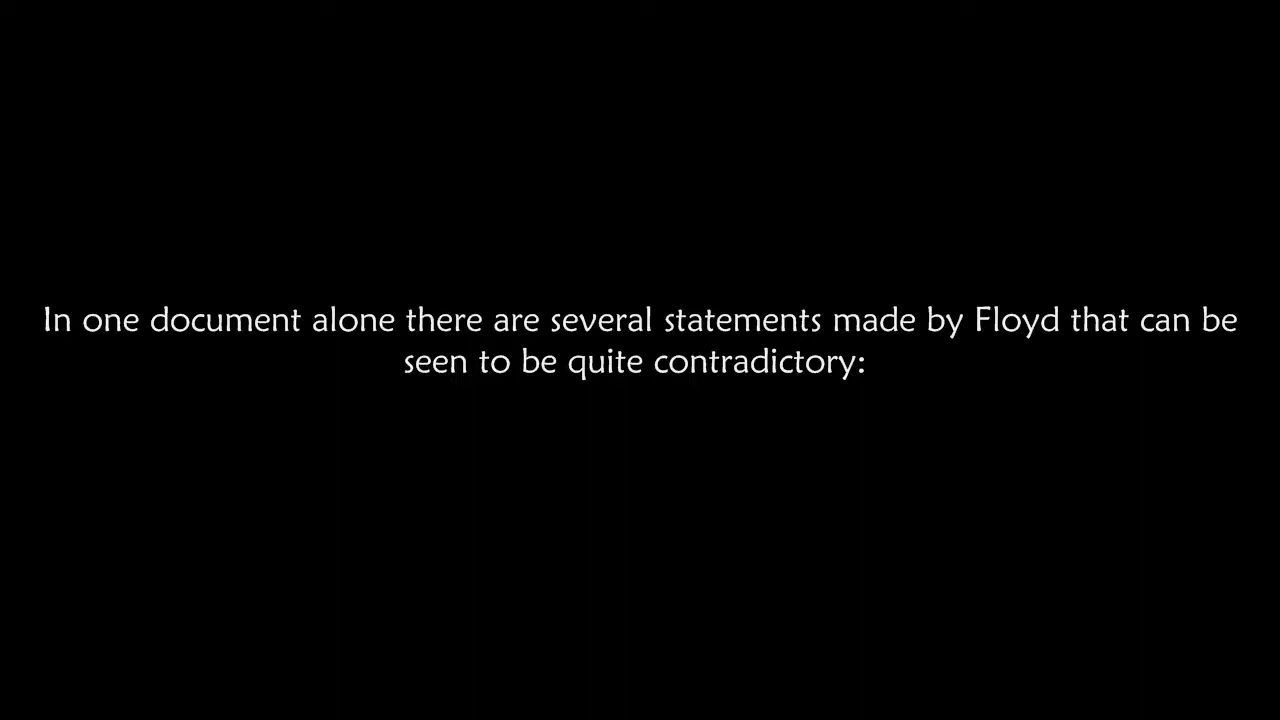 In one document alone there are several statements made by Floyd that can be
seen to be quite contradictory: